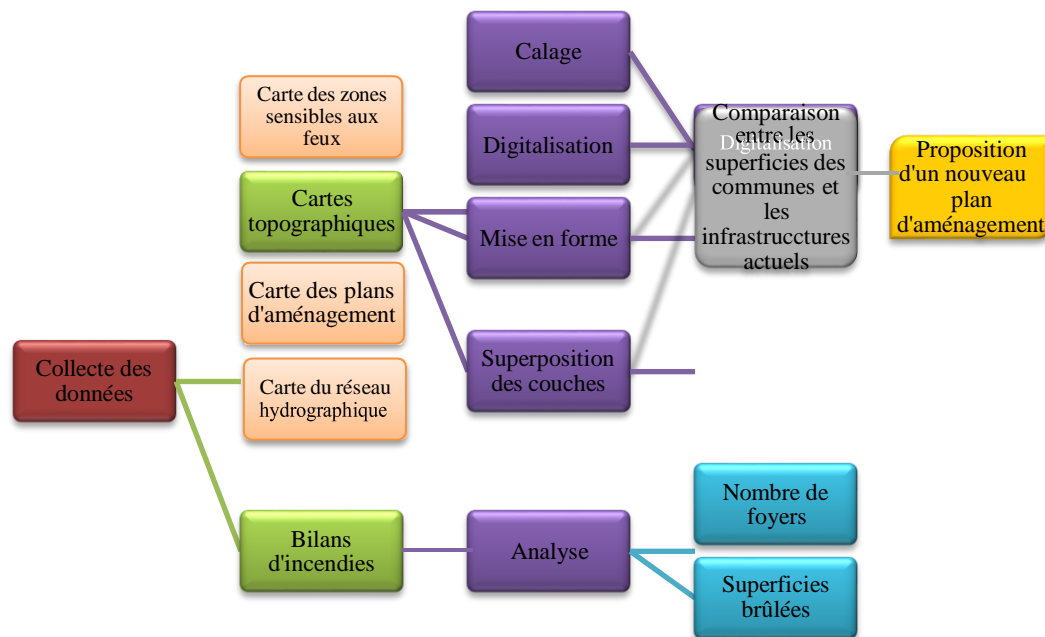 Calage
Carte des zones
sensibles aux
feux
Digitalisation
Cartes
topographiques
Mise en forme
Carte des plans
d'aménagement
Superposition
des couches
Collecte des
données
Carte du réseau
hydrographique
Bilans
d'incendies
Analyse
Comparaison
entre les
Digitalisation
superficies des
communes et
les
infrastrucctures
actuels
Proposition
d'un nouveau
plan
d'aménagement
Nombre de
foyers
Superficies
brûlées